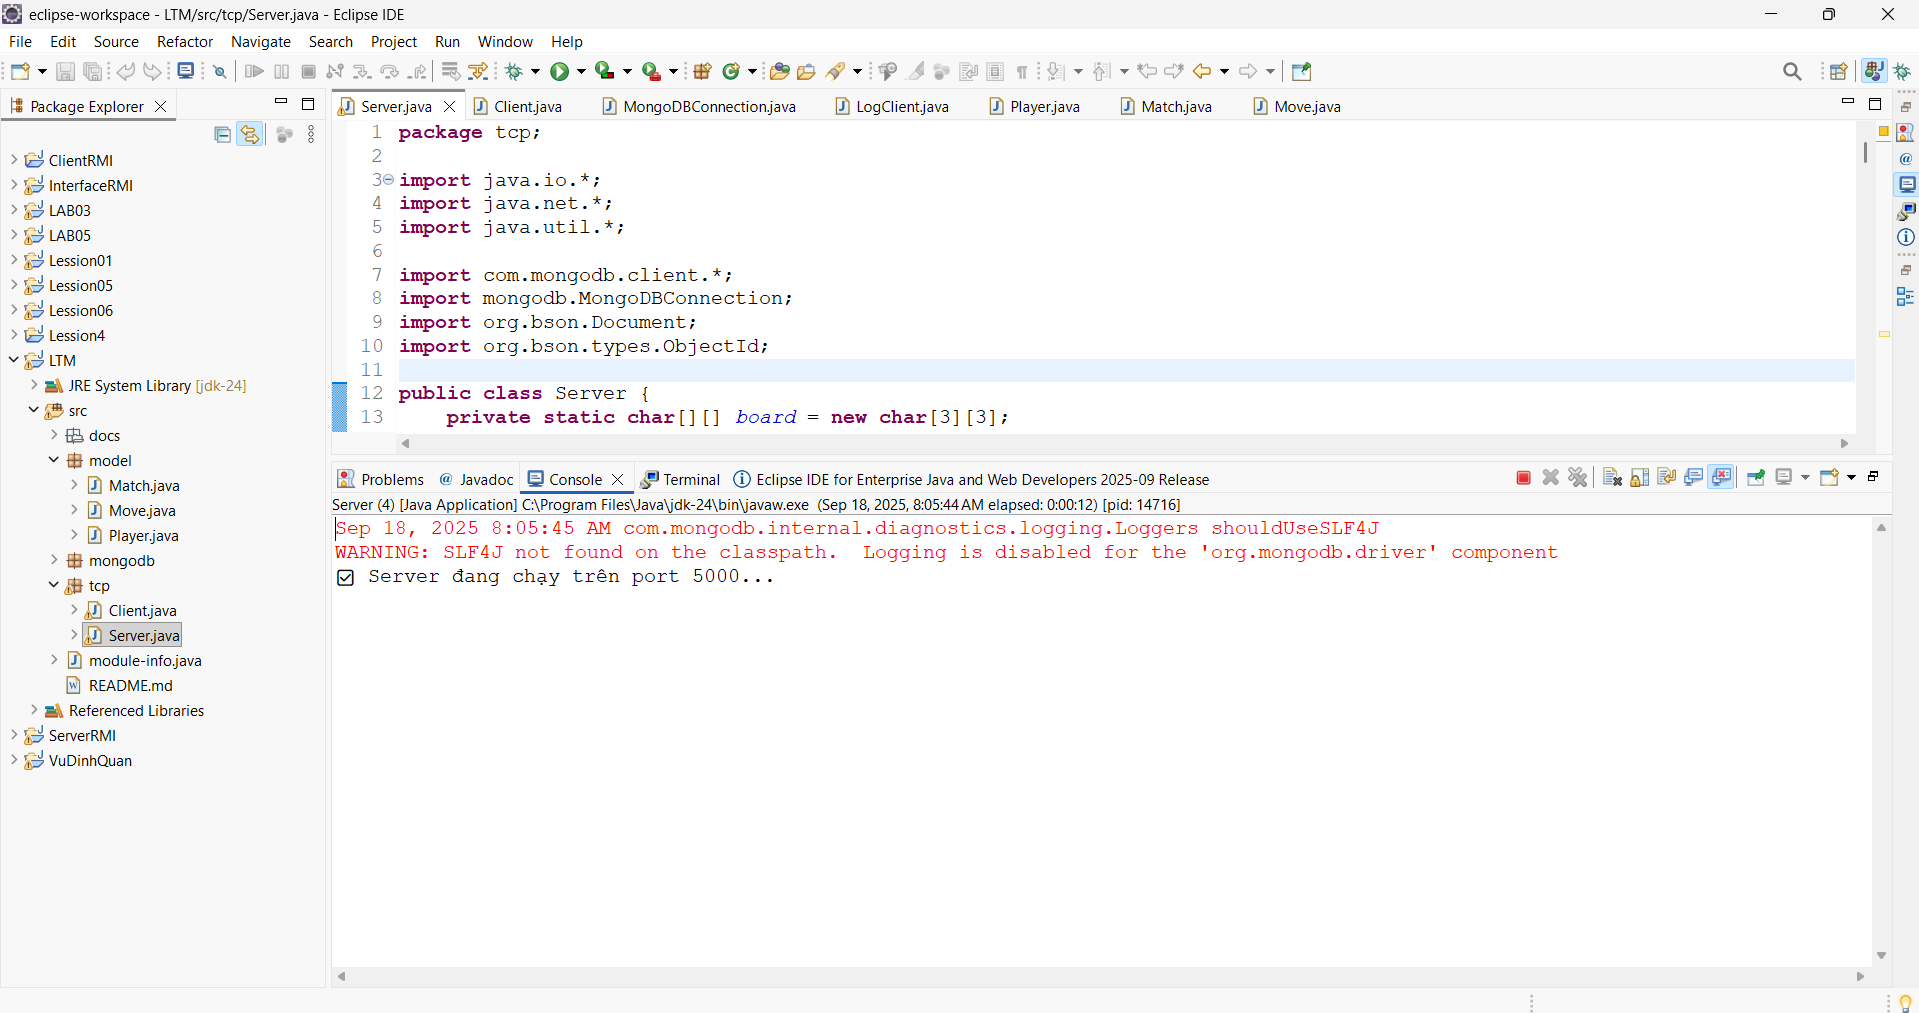 eclipse-workspace - LTM/src/tcp/Server.java - Eclipse IDE
File Edit Source Refactor Navigate Search Project Run Window Help
Package Explorer
ClientRMI
InterfaceRMI
LAB03
LAB05
Lession01
Lession05
Lession06
Lession4
LTM
JRE System Library [jdk-24]
src
docs
model
Match.java
Move.java
Player.java
mongodb
tcp
Client.java
Server.java
module-info.java
README.md
Referenced Libraries
ServerRMI
VuDinhQuan
Server.java Client.java MongoDBConnection.java LogClient.java Player.java Match.java Move.java
1 package tcp;
2
3 import java.io.*;
4 import java.net.*;
5 import java.util.*;
6
7 import com.mongodb.client.*;
8 import mongodb.MongoDBConnection;
9 import org.bson.Document;
10 import org.bson.types.ObjectId;
11
12 public class Server {
13 private static char[][] board = new char[3][3];
Problems @ Javadoc Console Terminal Eclipse IDE for Enterprise Java and Web Developers 2025-09 Release
Server (4) [Java Application] C:\Program Files\Java\jdk-24\bin\javaw.exe (Sep 18, 2025, 8:05:44 AM elapsed: 0:00:12) [pid: 14716]
Sep 18, 2025 8:05:45 AM com.mongodb.internal.diagnostics.logging.Loggers shouldUseSLF4J
WARNING: SLF4J not found on the classpath.  Logging is disabled for the 'org.mongodb.driver' component
☑ Server đang chạy trên port 5000...